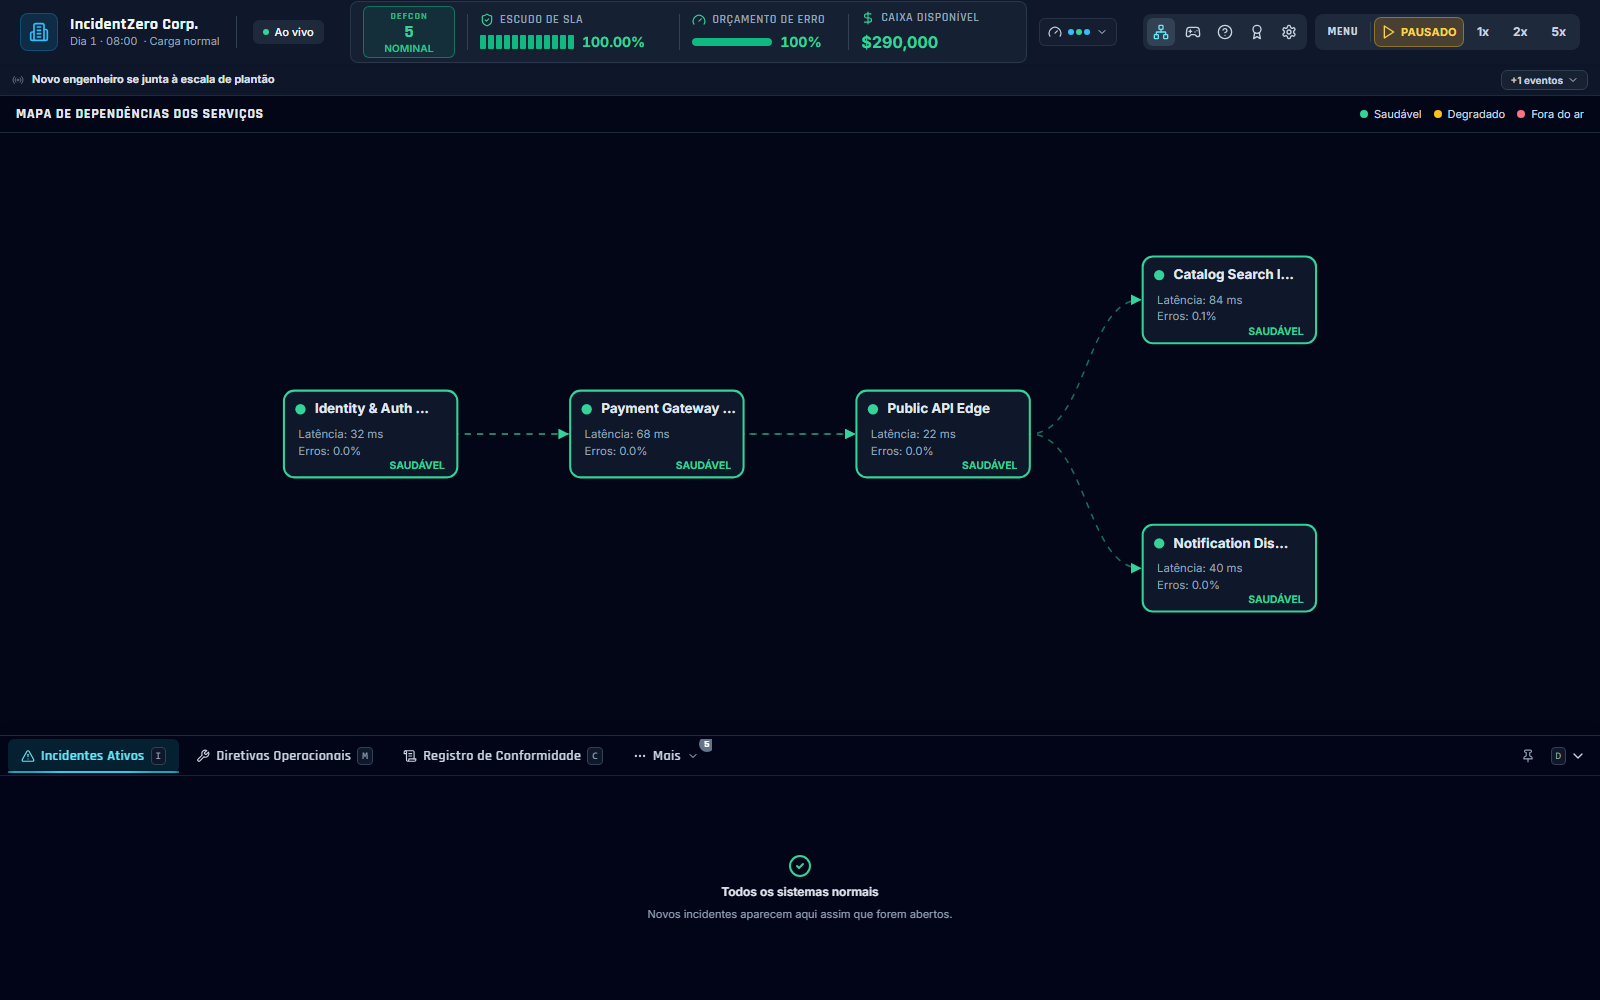 IncidentZero Corp.
Dia 1 · 08:00 · Carga normal
Ao vivo
DEFCON
5
NOMINAL
ESCUDO DE SLA
100.00%
ORÇAMENTO DE ERRO
100%
CAIXA DISPONÍVEL
$290,000
MENU
PAUSADO
1x
2x
5x
Novo engenheiro se junta à escala de plantão
+1 eventos
MAPA DE DEPENDÊNCIAS DOS SERVIÇOS
Saudável
Degradado
Fora do ar
Catalog Search I...
Latência: 84 ms
Erros: 0.1%
SAUDÁVEL
Identity & Auth ...
Latência: 32 ms
Erros: 0.0%
SAUDÁVEL
Payment Gateway ...
Latência: 68 ms
Erros: 0.0%
SAUDÁVEL
Public API Edge
Latência: 22 ms
Erros: 0.0%
SAUDÁVEL
Notification Dis...
Latência: 40 ms
Erros: 0.0%
SAUDÁVEL
Incidentes Ativos I
Diretivas Operacionais M
Registro de Conformidade C
Mais 5
D
Todos os sistemas normais
Novos incidentes aparecem aqui assim que forem abertos.